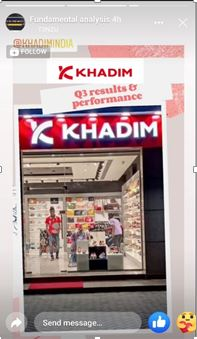 Fundamental analysis 4h
@KHADIMINDIA
FOLLOW
KHADIM
Q3 results &
performance
KHADIM
Send message...